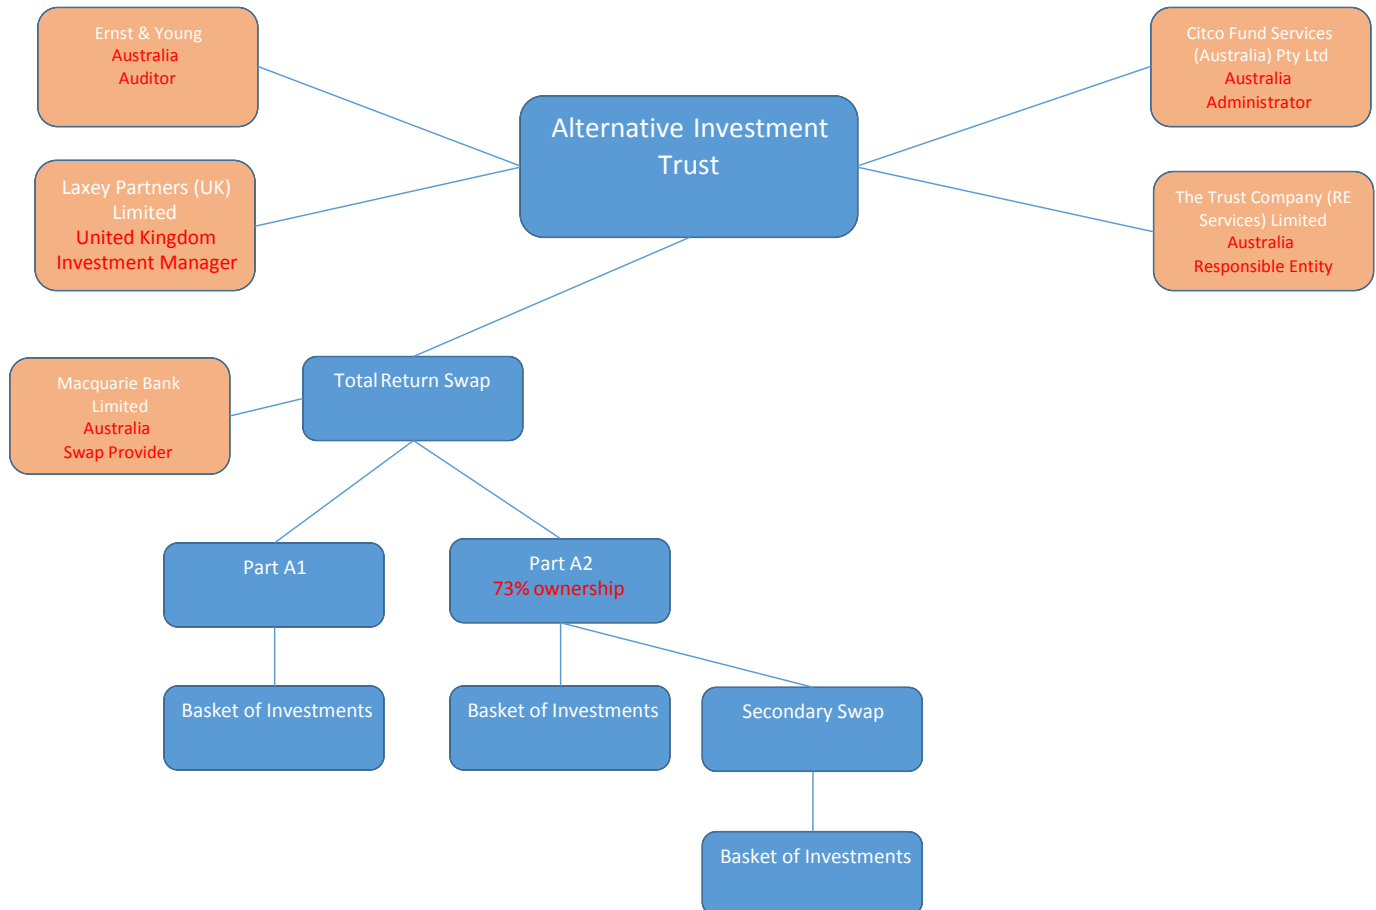 Ernst & Young
Australia
Auditor
Citco Fund Services
(Australia) Pty Ltd
Australia
Administrator
Alternative Investment
Trust
Laxey Partners (UK)
Limited
United Kingdom
Investment Manager
The Trust Company (RE
Services) Limited
Australia
Responsible Entity
Total Return Swap
Macquarie Bank
Limited
Australia
Swap Provider
Part A1
Part A2
73% ownership
Basket of Investments
Basket of Investments
Secondary Swap
Basket of Investments